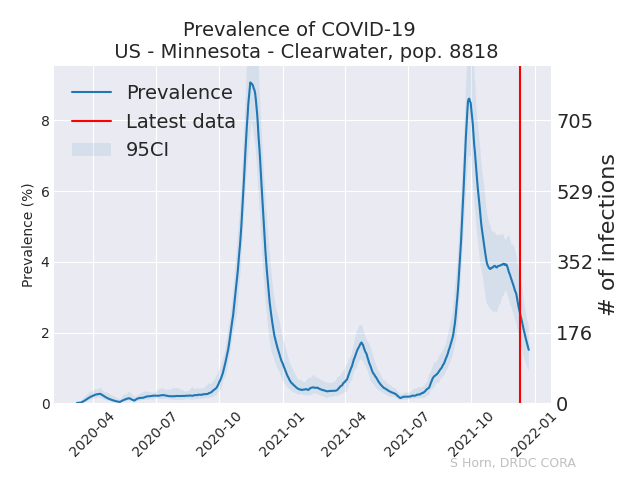 Prevalence of COVID-19
US - Minnesota - Clearwater, pop. 8818
Prevalence
Latest data
95CI
Prevalence (%)
8
6
4
2
0
705
529
352
176
0
# of infections
2020-04
2020-07
2020-10
2021-01
2021-04
2021-07
2021-10
2022-01
S Horn, DRDC CORA